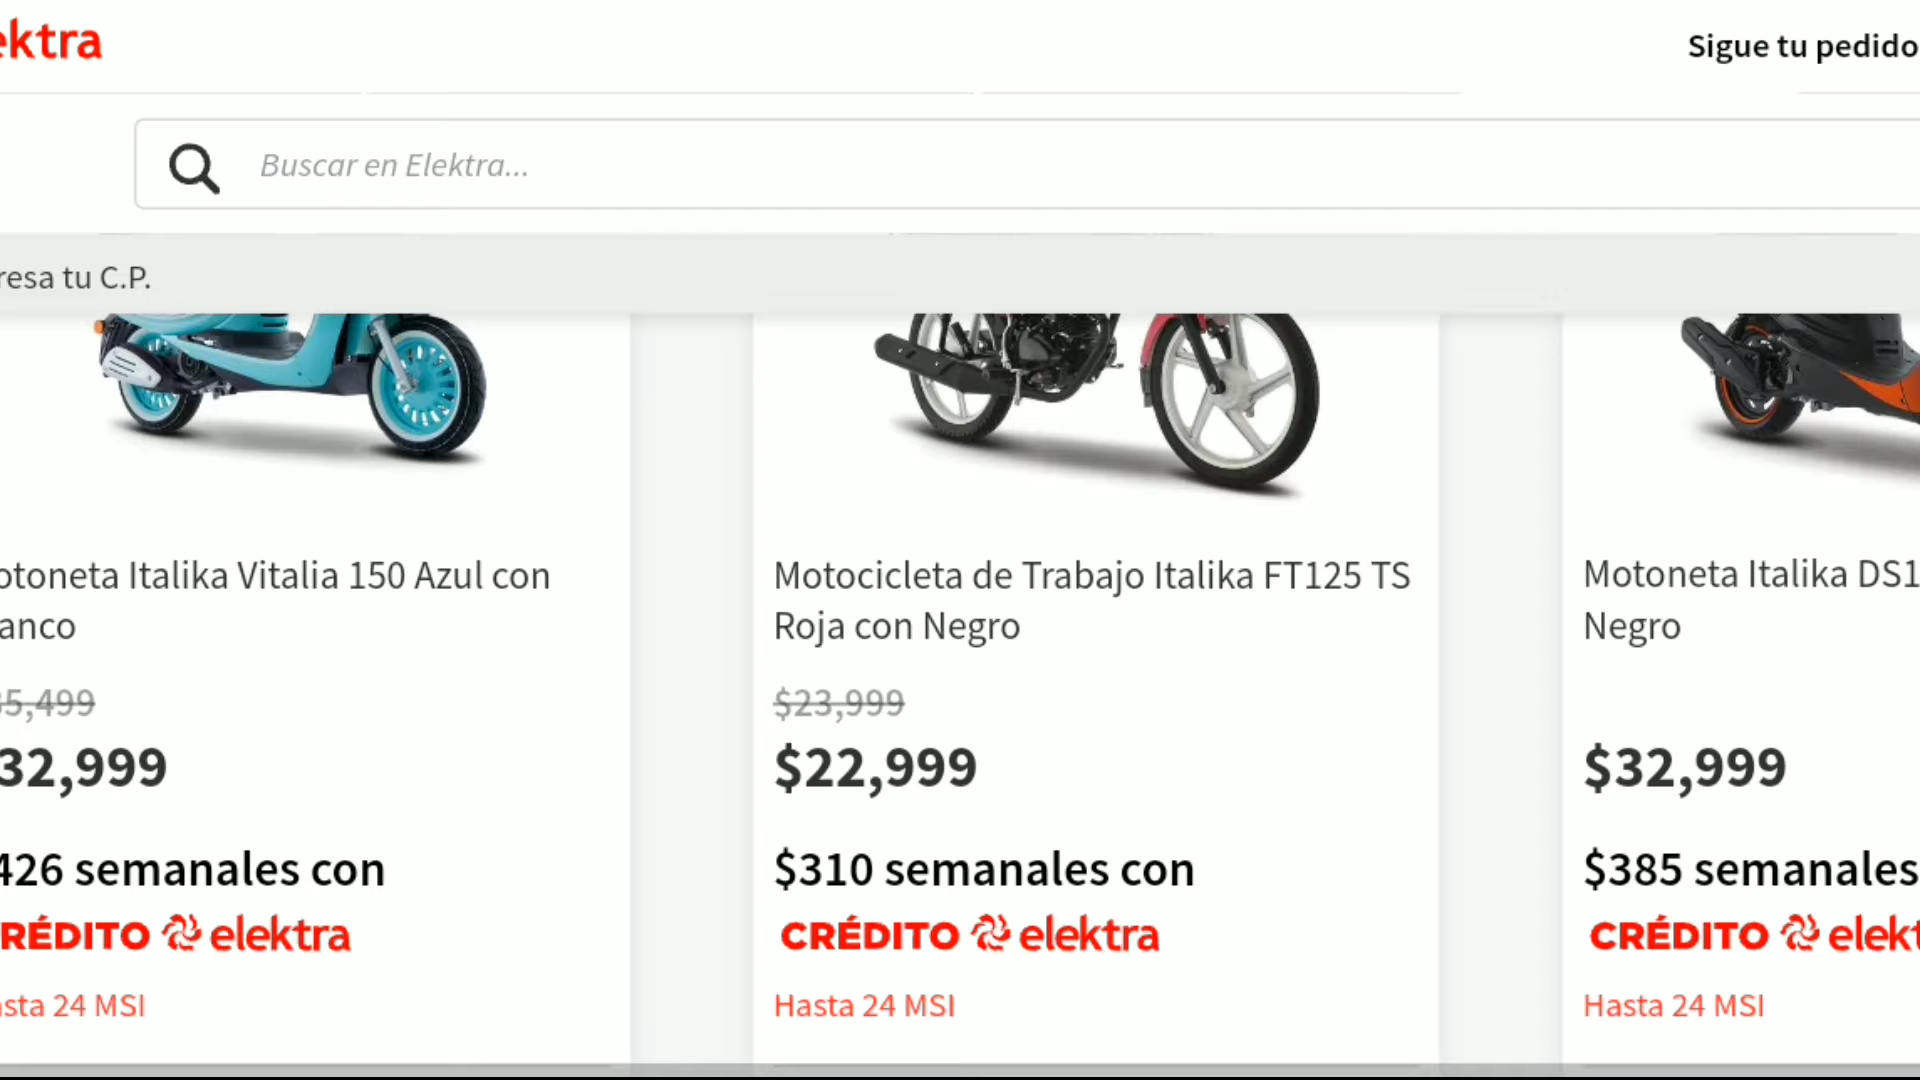 ektra
Sigue tu pedido
Buscar en Elektra...
resa tu C.P.
otoneta Italika Vitalia 150 Azul con
anco
35,499
32,999
426 semanales con
RÉDITO elektra
asta 24 MSI
Motocicleta de Trabajo Italika FT125 TS
Roja con Negro
$23,999
$22,999
$310 semanales con
CRÉDITO elektra
Hasta 24 MSI
Motoneta Italika DS1
Negro
$32,999
$385 semanales
CRÉDITO elekt
Hasta 24 MSI